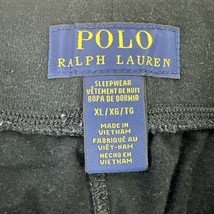 POLO
RALPH LAUREN
SLEEPWEAR
VÊTEMENT DE NUIT
ROPA DE DORMIR
XL/XG/TG
MADE IN
VIETNAM
FABRIQUÉ AU
VIÊT-NAM
HECHO EN
VIETNAM